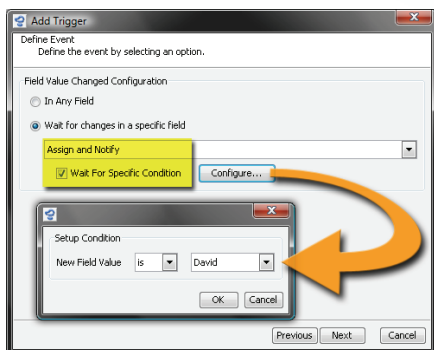 Add Trigger
Define Event
Define the event by selecting an option.
Field Value Changed Configuration
In Any Field
Wait for changes in a specific field
Assign and Notify
Wait For Specific Condition Configure...
Setup Condition
New Field Value is David
OK Cancel
Previous Next Cancel